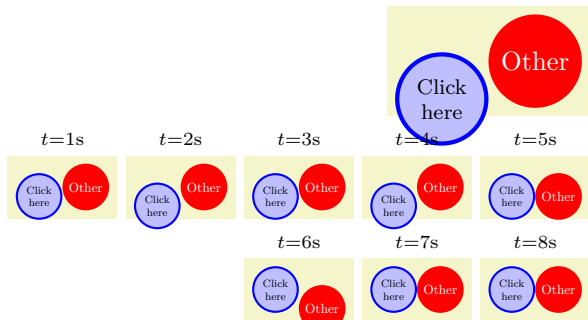 Click
here
Other
t=1s
t=2s
t=3s
t=4s
t=5s
Click
here
Other
Click
here
Other
Click
here
Other
Click
here
Other
Click
here
Other
t=6s
t=7s
t=8s
Click
here
Other
Click
here
Other
Click
here
Other